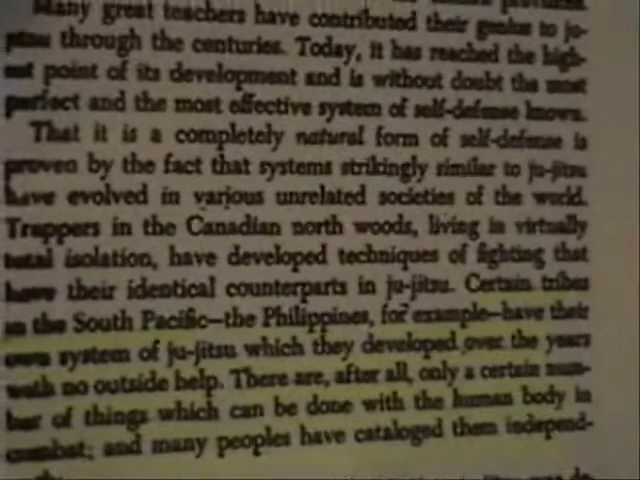 Many great teachers have contributed their genius to ju-
jitsu through the centuries. Today, it has reached the high-
est point of its development and is without doubt the most
perfect and the most effective system of self-defense known.
That it is a completely natural form of self-defense is
proven by the fact that systems strikingly similar to ju-jitsu
have evolved in various unrelated societies of the world.
Trappers in the Canadian north woods, living in virtually
total isolation, have developed techniques of fighting that
have their identical counterparts in ju-jitsu. Certain tribes
in the South Pacific—the Philippines, for example—have their
own system of ju-jitsu which they developed over the years
with no outside help. There are, after all, only a certain num-
ber of things which can be done with the human body in
combat; and many peoples have cataloged them independ-